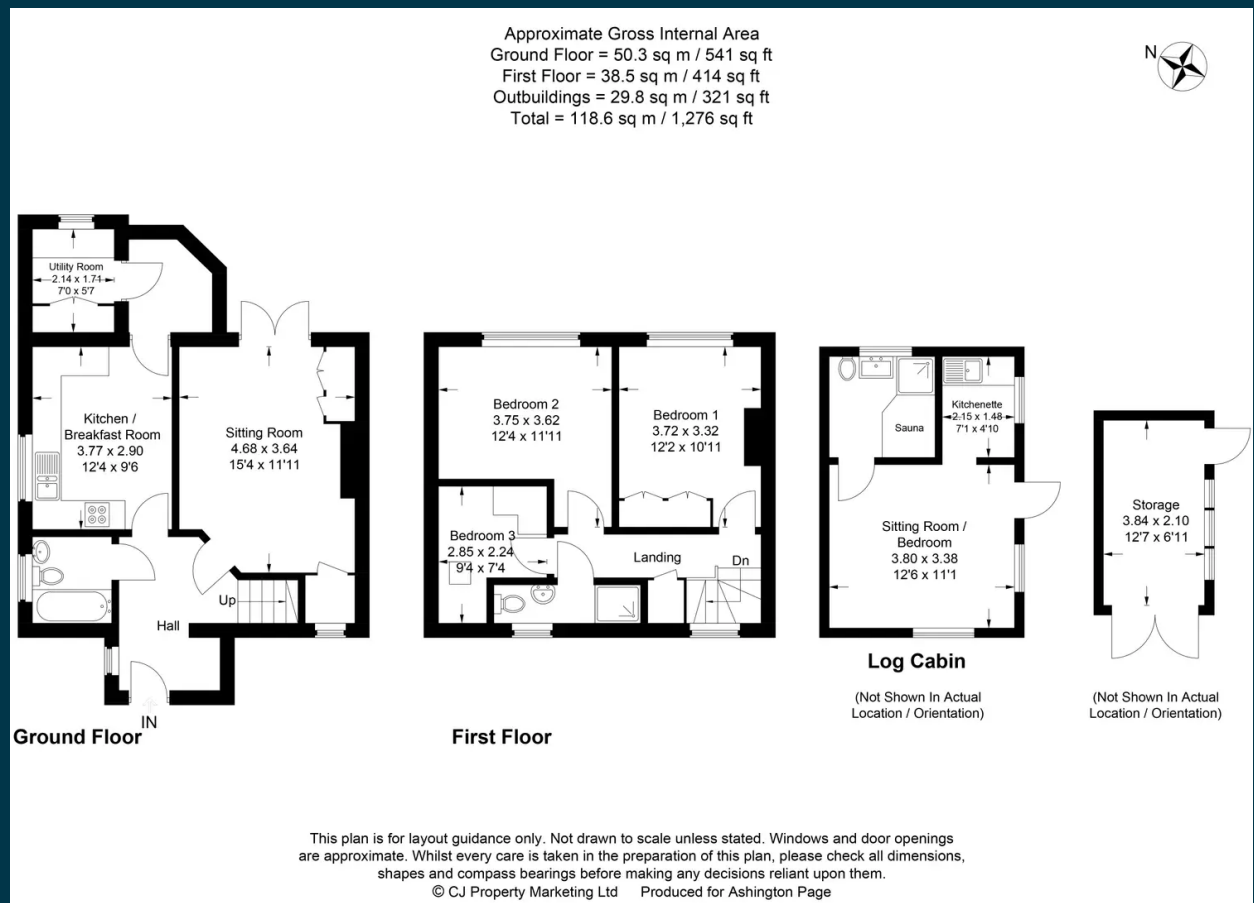 Approximate Gross Internal Area
Ground Floor = 50.3 sq m / 541 sq ft
First Floor = 38.5 sq m / 414 sq ft
Outbuildings = 29.8 sq m / 321 sq ft
Total = 118.6 sq m / 1,276 sq ft
N
Utility Room
2.14 x 1.71
7'0 x 5'7
Kitchen /
Breakfast Room
3.77 x 2.90
12'4 x 9'6
Sitting Room
4.68 x 3.64
15'4 x 11'11
Up
Hall
IN
Ground Floor
Bedroom 2
3.75 x 3.62
12'4 x 11'11
Bedroom 1
3.72 x 3.32
12'2 x 10'11
Bedroom 3
2.85 x 2.24
9'4 x 7'4
Landing
Dn
First Floor
Kitchenette
2.15 x 1.48
7'1 x 4'10
Sauna
Sitting Room /
Bedroom
3.80 x 3.38
12'6 x 11'1
Log Cabin
(Not Shown In Actual
Location / Orientation)
Storage
3.84 x 2.10
12'7 x 6'11
(Not Shown In Actual
Location / Orientation)
This plan is for layout guidance only. Not drawn to scale unless stated. Windows and door openings
are approximate. Whilst every care is taken in the preparation of this plan, please check all dimensions,
shapes and compass bearings before making any decisions reliant upon them.
© CJ Property Marketing Ltd Produced for Ashington Page